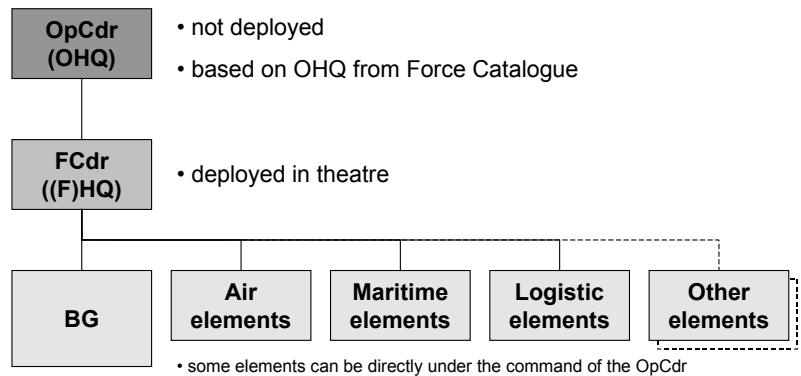 OpCdr
(OHQ)
• not deployed
• based on OHQ from Force Catalogue
FCdr
((F)HQ)
• deployed in theatre
BG
Air
elements
Maritime
elements
Logistic
elements
Other
elements
• some elements can be directly under the command of the OpCdr